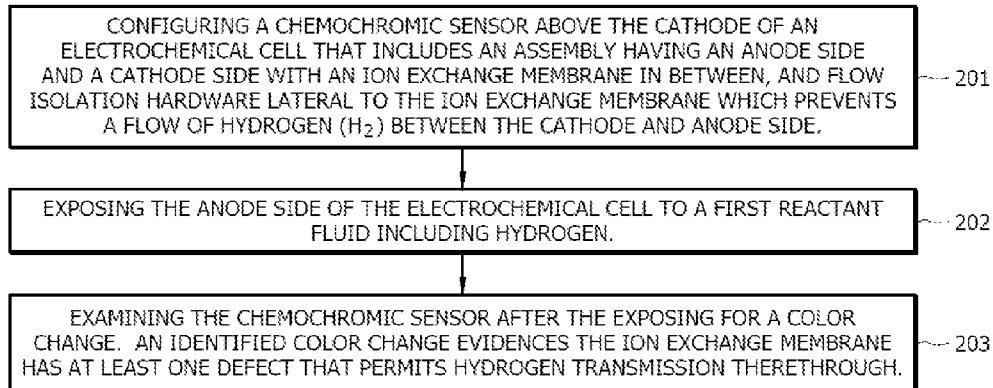 CONFIGURING A CHEMOCHROMIC SENSOR ABOVE THE CATHODE OF AN
ELECTROCHEMICAL CELL THAT INCLUDES AN ASSEMBLY HAVING AN ANODE SIDE
AND A CATHODE SIDE WITH AN ION EXCHANGE MEMBRANE IN BETWEEN, AND FLOW
ISOLATION HARDWARE LATERAL TO THE ION EXCHANGE MEMBRANE WHICH PREVENTS
A FLOW OF HYDROGEN (H₂) BETWEEN THE CATHODE AND ANODE SIDE.
201
EXPOSING THE ANODE SIDE OF THE ELECTROCHEMICAL CELL TO A FIRST REACTANT
FLUID INCLUDING HYDROGEN.
202
EXAMINING THE CHEMOCHROMIC SENSOR AFTER THE EXPOSING FOR A COLOR
CHANGE. AN IDENTIFIED COLOR CHANGE EVIDENCES THE ION EXCHANGE MEMBRANE
HAS AT LEAST ONE DEFECT THAT PERMITS HYDROGEN TRANSMISSION THERETHROUGH.
203